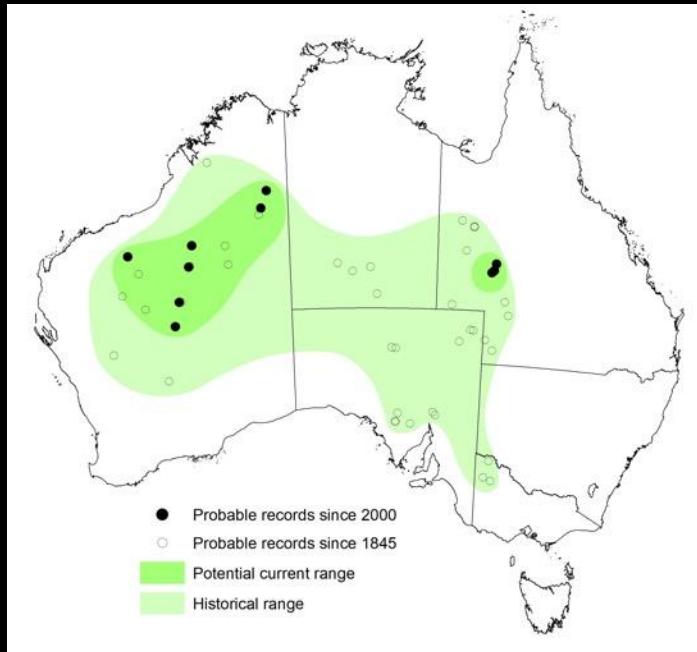 Probable records since 2000
Probable records since 1845
Potential current range
Historical range